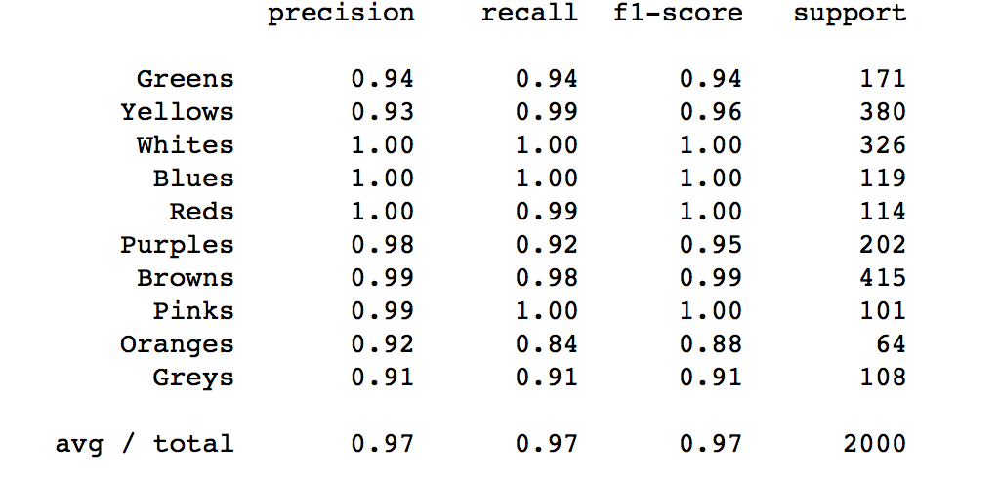 precision recall f1-score support
Greens 0.94 0.94 0.94 171
Yellows 0.93 0.99 0.96 380
Whites 1.00 1.00 1.00 326
Blues 1.00 1.00 1.00 119
Reds 1.00 0.99 1.00 114
Purples 0.98 0.92 0.95 202
Browns 0.99 0.98 0.99 415
Pinks 0.99 1.00 1.00 101
Oranges 0.92 0.84 0.88 64
Greys 0.91 0.91 0.91 108
avg / total 0.97 0.97 0.97 2000